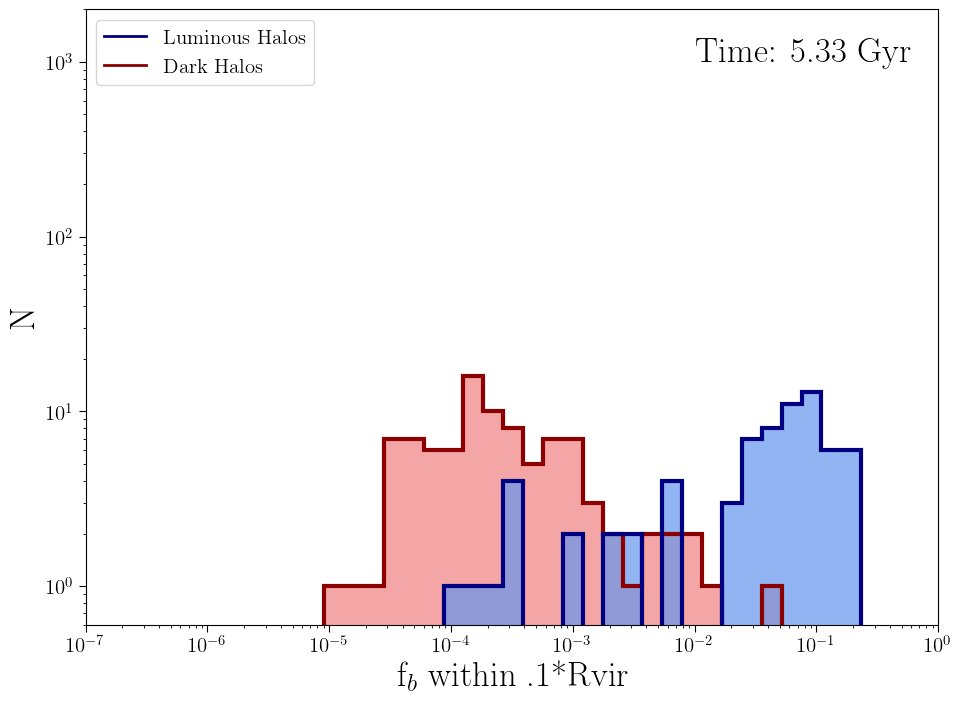 Luminous Halos
Dark Halos
Time: 5.33 Gyr
N
10³
10²
10¹
10⁰
10⁻⁷
10⁻⁶
10⁻⁵
10⁻⁴
10⁻³
10⁻²
10⁻¹
10⁰
f_b within .1*Rvir